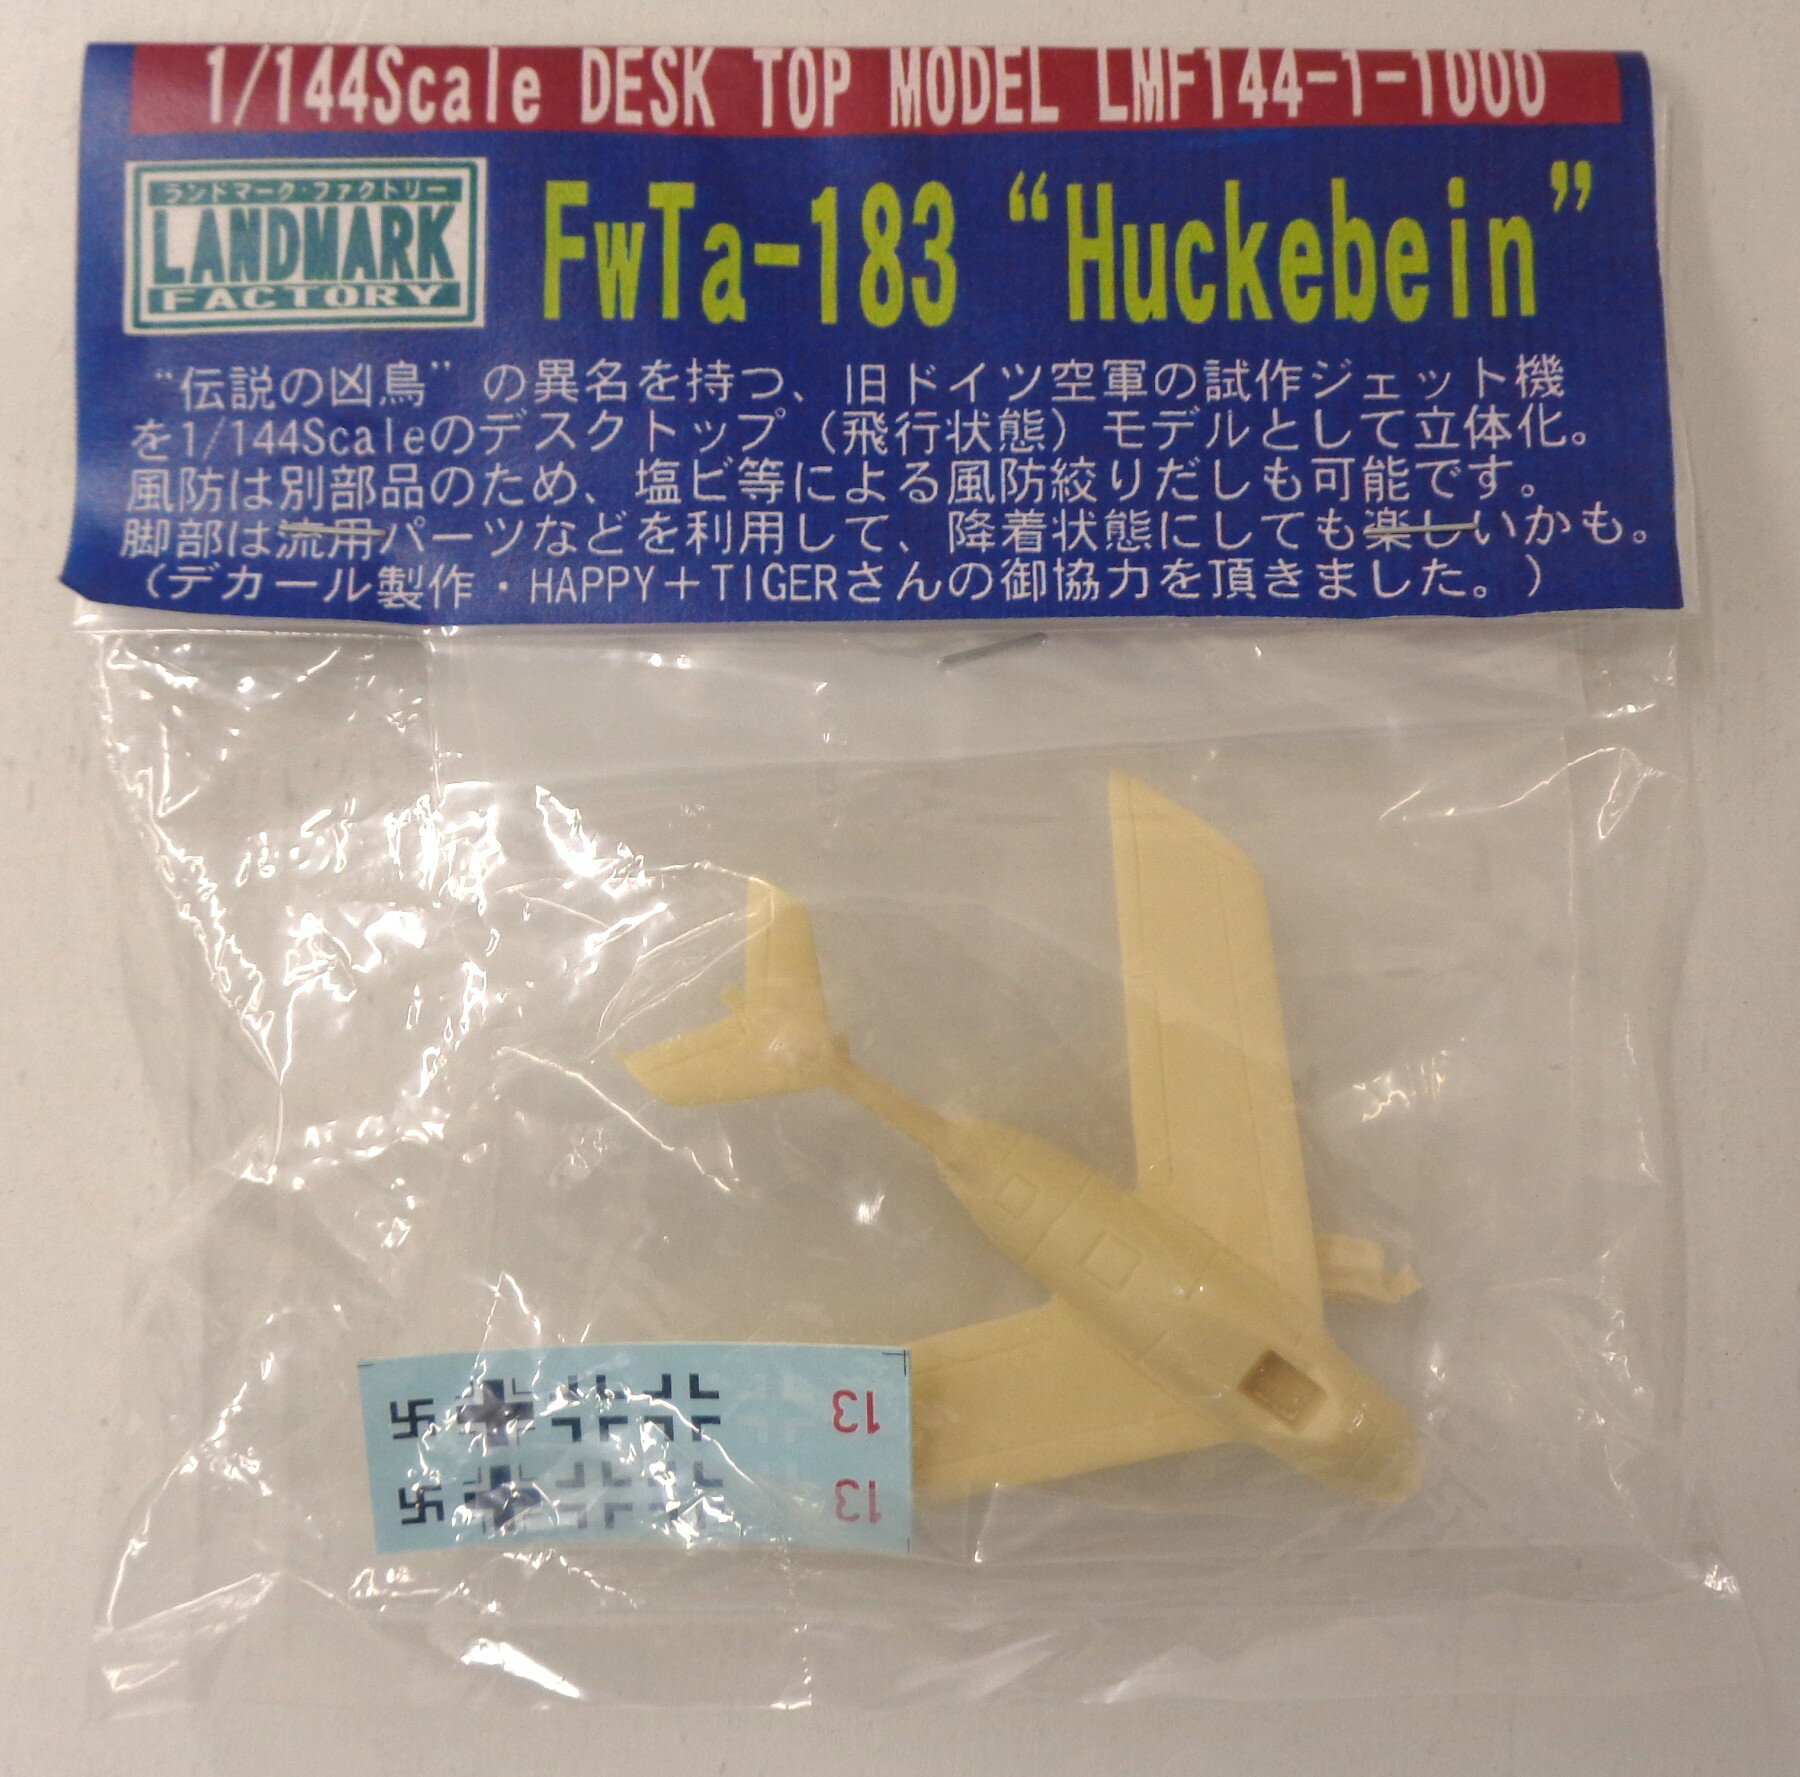 1/144Scale DESK TOP MODEL LMF144-1-1000
ランドマーク・ファクトリー
LANDMARK
FACTORY
FwTa-183 “Huckebein”
“伝説の凶鳥”の異名を持つ、旧ドイツ空軍の試作ジェット機
を1/144Scaleのデスクトップ（飛行状態）モデルとして立体化。
風防は別部品のため、塩ビ等による風防絞りだしも可能です。
脚部は流用パーツなどを利用して、降着状態にしても楽しいかも。
（デカール製作・HAPPY＋TIGERさんの御協力を頂きました。）
13
13